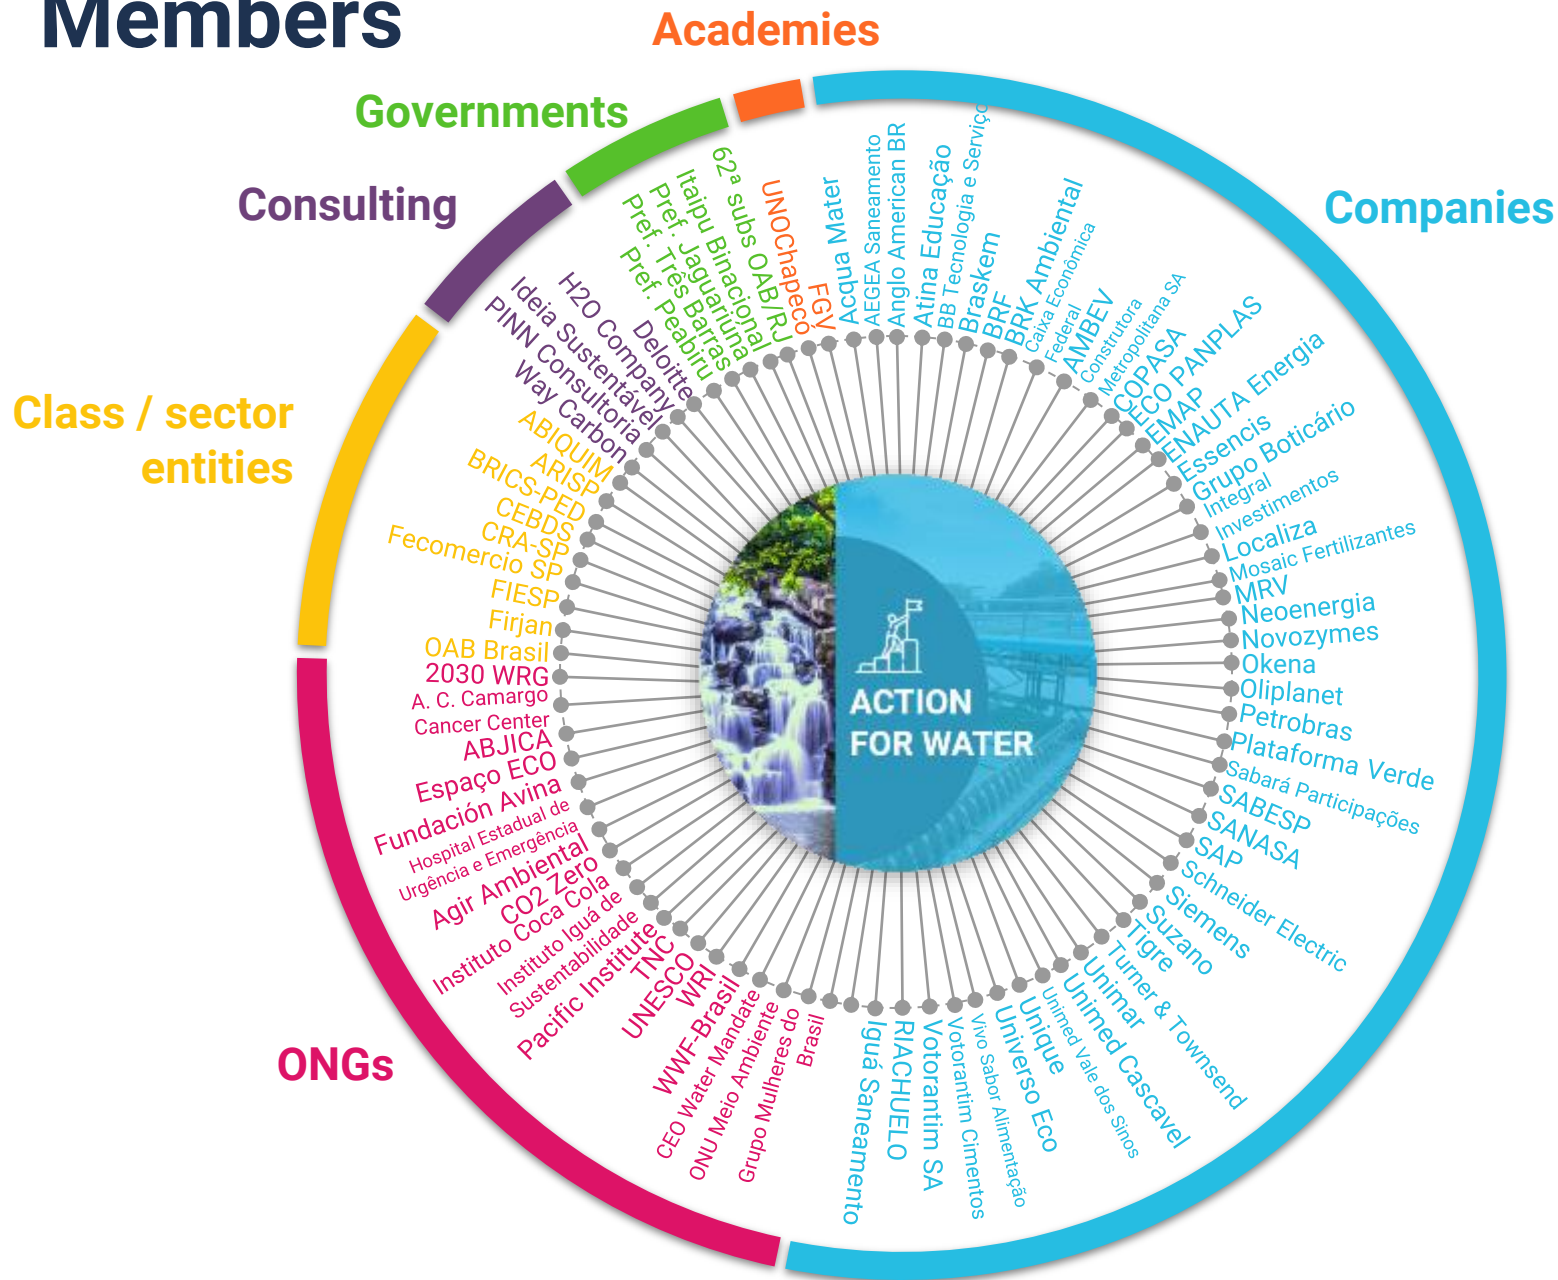 Members
Academies
Governments
Consulting
Class / sector
entities
ONGs
Companies
ACTION
FOR WATER
Acqua Mater
AEGEA Saneamento
Anglo American BR
Atina Educação
BB Tecnologia e Serviço
Braskem
BRF
BRK Ambiental
Caixa Econômica
Federal
AMBEV
Construtora
Metropolitana SA
COPASA
ECO PANPLAS
EMAP
ENAUTA Energia
Essencis
Grupo Boticário
Integral
Investimentos
Localiza
Mosaic Fertilizantes
MRV
Neoenergia
Novozymes
Okena
Oliplanet
Petrobras
Plataforma Verde
Sabará Participações
SABESP
SANASA
SAP
Schneider Electric
Siemens
Suzano
Tigre
Turner & Townsend
Unimar
Unimed Cascavel
Unimed Vale dos Sinos
Unique
Universo Eco
Vivo Sabor Alimentação
Votorantim Cimentos
Votorantim SA
RIACHUELO
Iguá Saneamento
Grupo Mulheres do
Brasil
ONU Meio Ambiente
CEO Water Mandate
WWF-Brasil
WRI
UNESCO
TNC
Pacific Institute
Instituto Iguá de
Sustentabilidade
Instituto Coca Cola
CO2 Zero
Agir Ambiental
Hospital Estadual de
Urgência e Emergência
Fundación Avina
Espaço ECO
ABJICA
A. C. Camargo
Cancer Center
2030 WRG
OAB Brasil
Firjan
FIESP
Fecomercio SP
CRA-SP
CEBDS
BRICS-PED
ARISP
ABIQUIM
Way Carbon
PINN Consultoria
Ideia Sustentável
H2O Company
Deloitte
Pref. Peabiru
Pref. Três Barras
Pref. Jaguariuna
Itaipu Binacional
62ª subs OAB/RJ
UNOChapecó
FGV